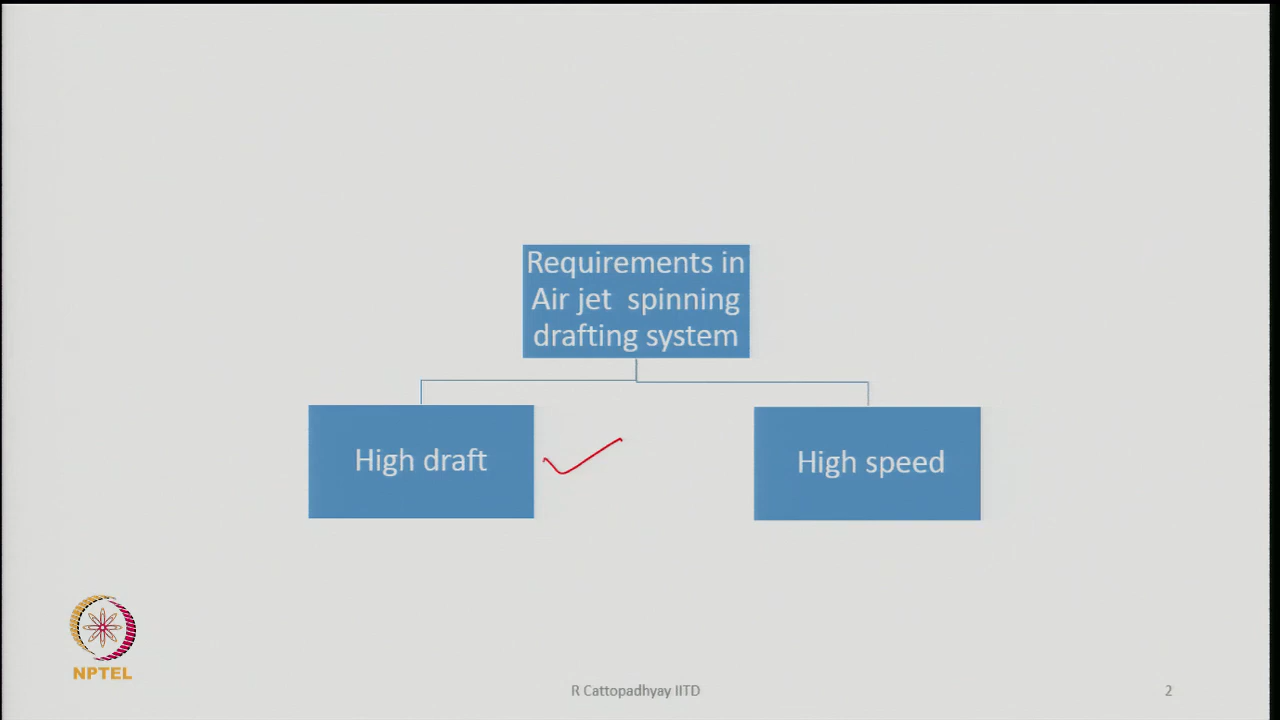 Requirements in
Air jet spinning
drafting system
High draft
High speed
NPTEL
R Cattopadhyay IITD
2